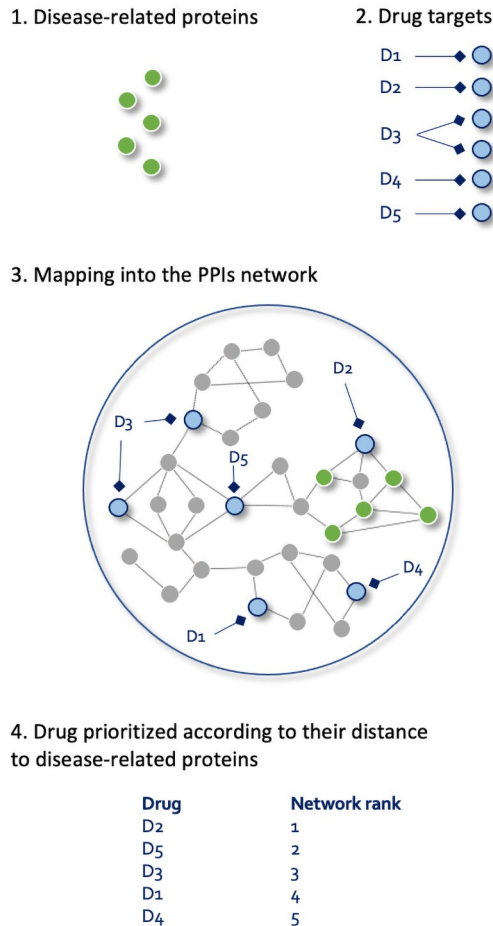 1. Disease-related proteins
2. Drug targets
D1
D2
D3
D4
D5
3. Mapping into the PPIs network
D2
D3
D5
D4
D1
4. Drug prioritized according to their distance
to disease-related proteins
Drug Network rank
D2 1
D5 2
D3 3
D1 4
D4 5